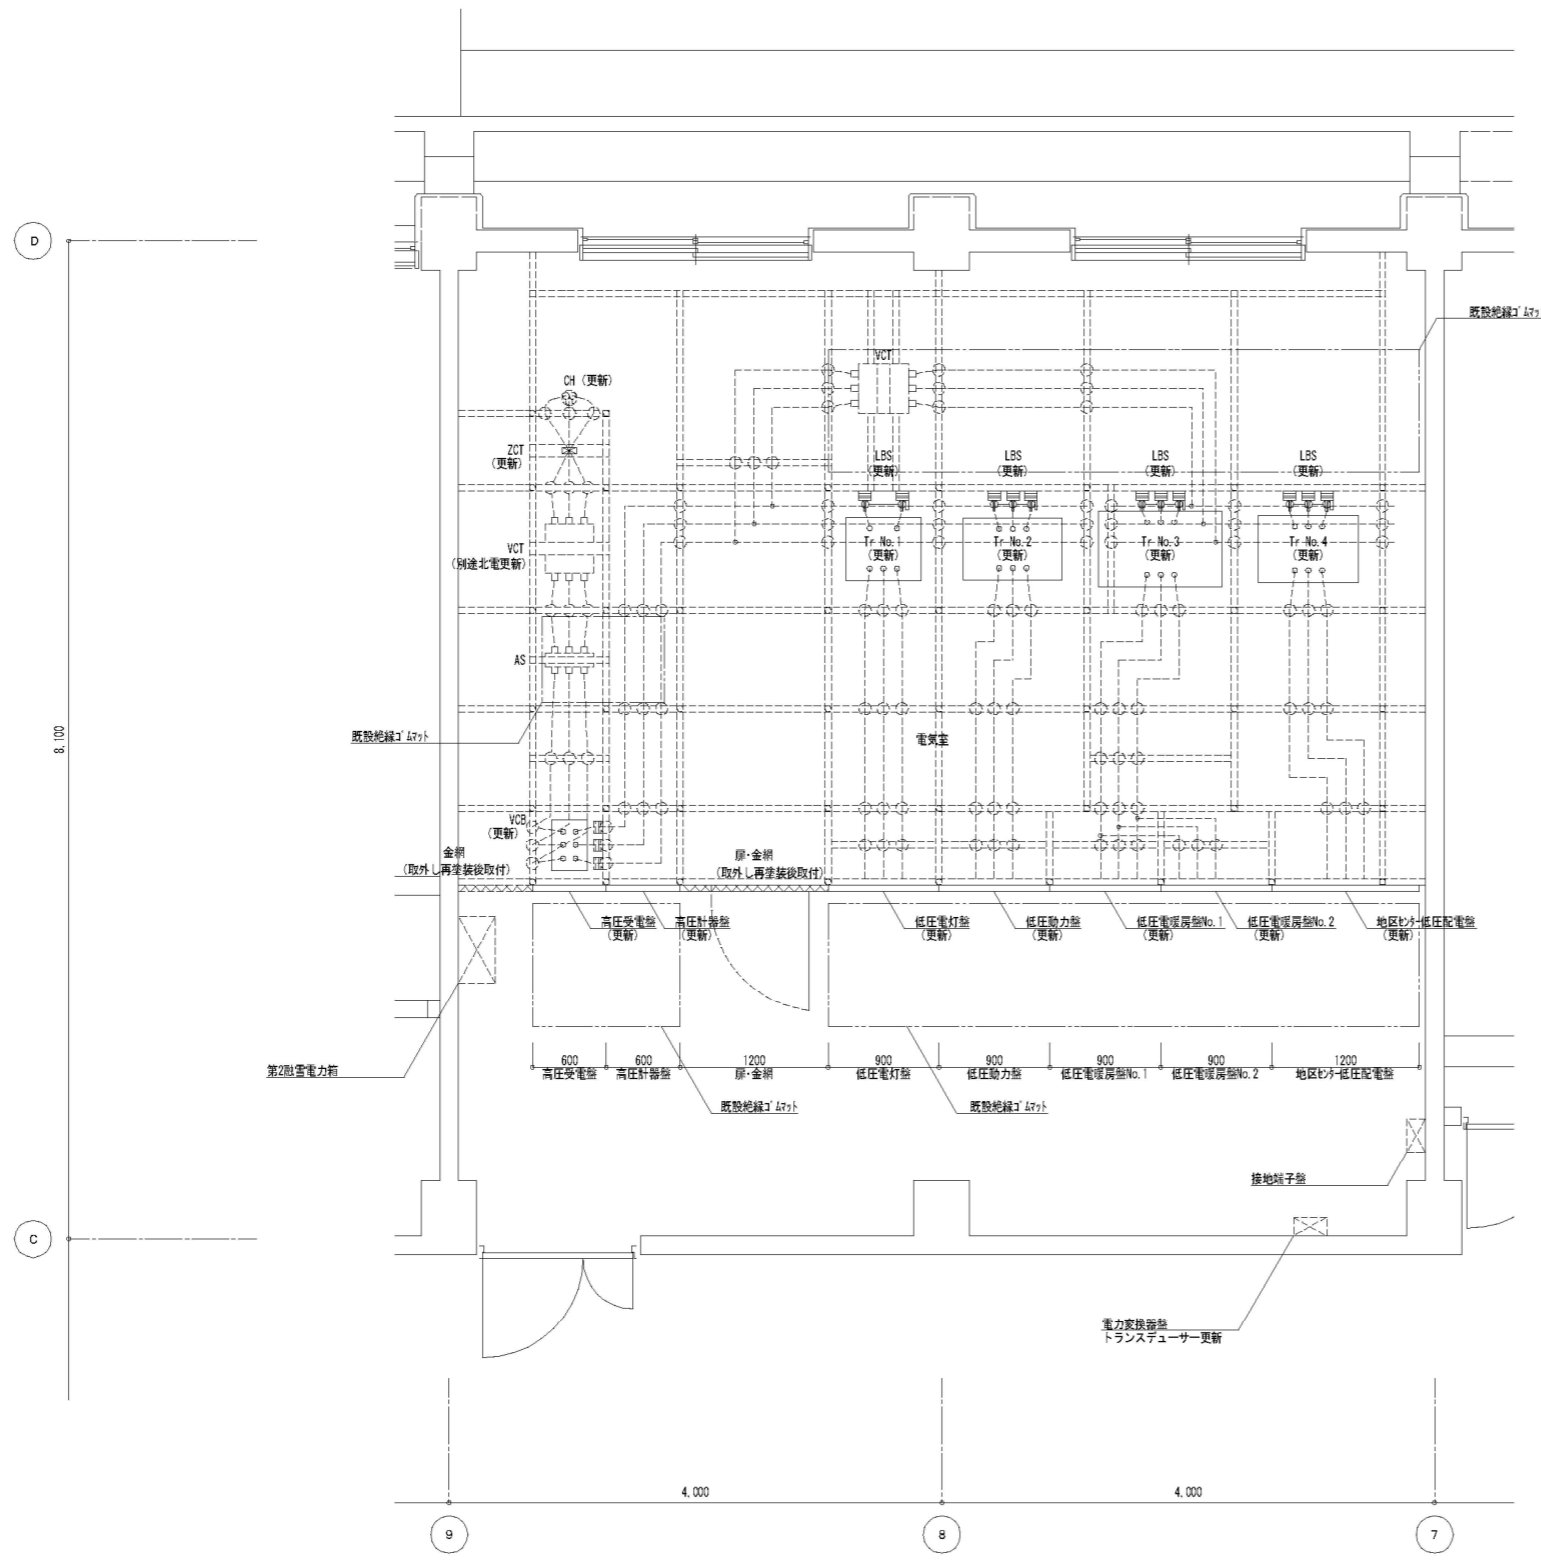 D
既設絶縁ｺﾞﾑﾏｯ
VCT
CH (更新)
ZCT
(更新)
LBS
(更新)
LBS
(更新)
LBS
(更新)
LBS
(更新)
VCT
(別途北電更新)
Tr No.1
(更新)
Tr No.2
(更新)
Tr No.3
(更新)
Tr No.4
(更新)
AS
8,100
既設絶縁ｺﾞﾑﾏｯﾄ
電気室
VCB
(更新)
金網
(取外し再塗装後取付)
扉・金網
(取外し再塗装後取付)
高圧受電盤
(更新)
高圧計器盤
(更新)
低圧電灯盤
(更新)
低圧動力盤
(更新)
低圧電暖房盤No.1
(更新)
低圧電暖房盤No.2
(更新)
地区ｾﾝﾀｰ低圧配電盤
(更新)
第2融雪電力箱
600
高圧受電盤
600
高圧計器盤
1200
扉・金網
900
低圧電灯盤
900
低圧動力盤
900
低圧電暖房盤No.1
900
低圧電暖房盤No.2
1200
地区ｾﾝﾀｰ低圧配電盤
既設絶縁ｺﾞﾑﾏｯﾄ
既設絶縁ｺﾞﾑﾏｯﾄ
接地端子盤
C
電力変換器盤
トランスデューサー更新
4,000
4,000
9
8
7